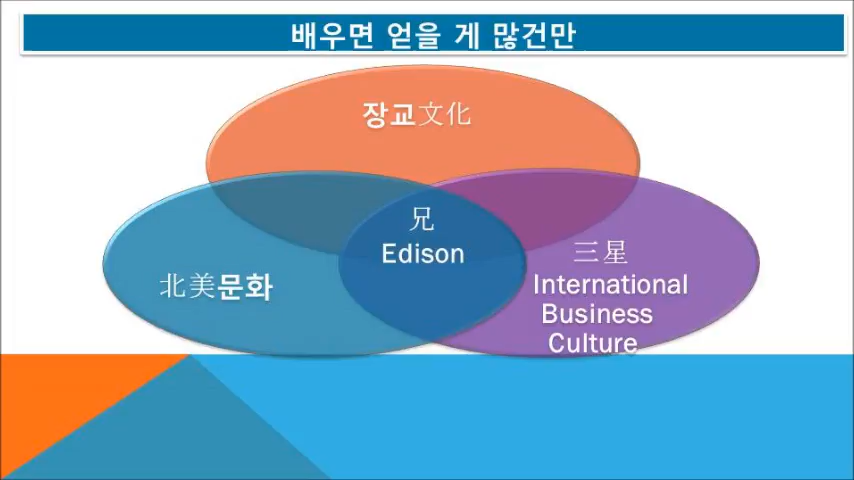 배우면 얻을 게 많건만
장교文化
兄
Edison
北美문화
三星
International
Business
Culture